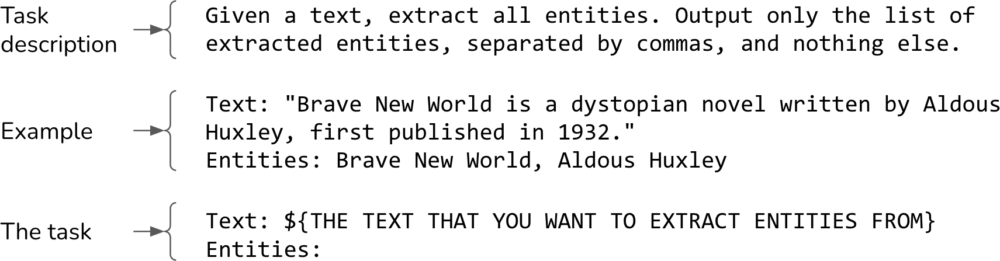 Task
description
Given a text, extract all entities. Output only the list of
extracted entities, separated by commas, and nothing else.
Example
Text: "Brave New World is a dystopian novel written by Aldous
Huxley, first published in 1932."
Entities: Brave New World, Aldous Huxley
The task
Text: ${THE TEXT THAT YOU WANT TO EXTRACT ENTITIES FROM}
Entities: